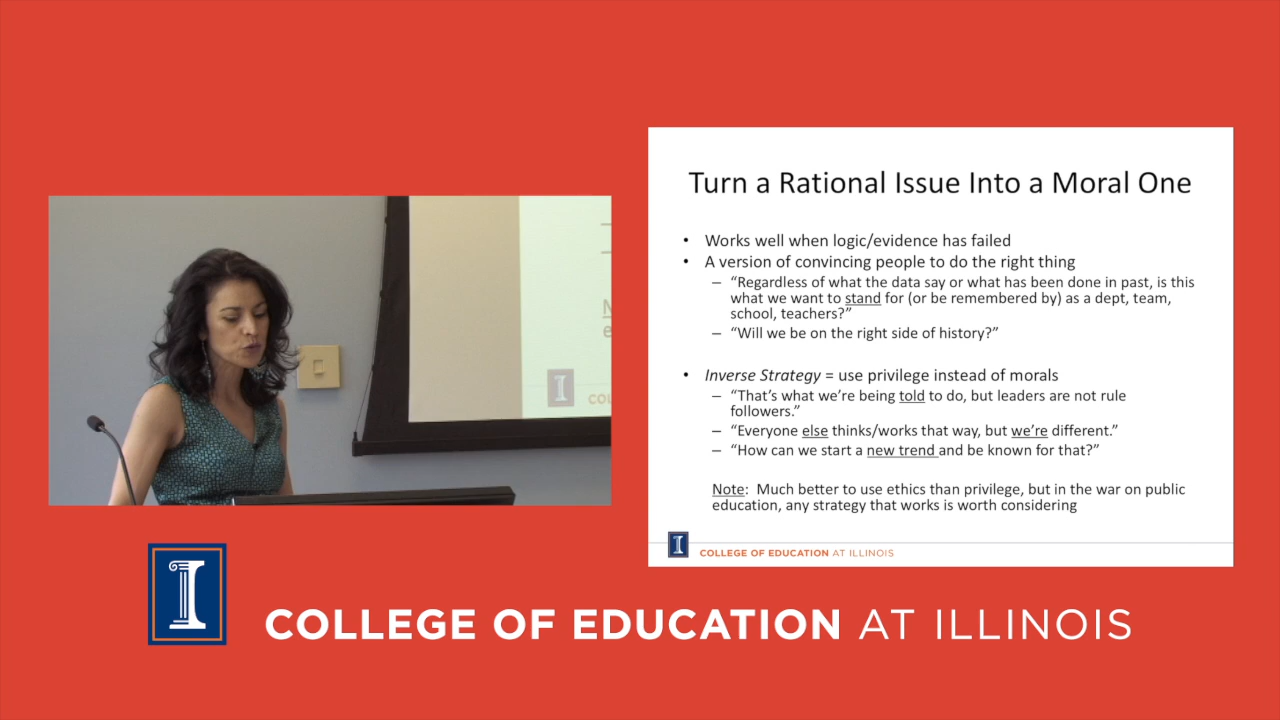 Turn a Rational Issue Into a Moral One
• Works well when logic/evidence has failed
• A version of convincing people to do the right thing
– “Regardless of what the data say or what has been done in past, is this
what we want to stand for (or be remembered by) as a dept, team,
school, teachers?”
– “Will we be on the right side of history?”
• Inverse Strategy = use privilege instead of morals
– “That’s what we’re being told to do, but leaders are not rule
followers.”
– “Everyone else thinks/works that way, but we’re different.”
– “How can we start a new trend and be known for that?”
Note: Much better to use ethics than privilege, but in the war on public
education, any strategy that works is worth considering
I
COLLEGE OF EDUCATION AT ILLINOIS
I
COLLEGE OF EDUCATION AT ILLINOIS